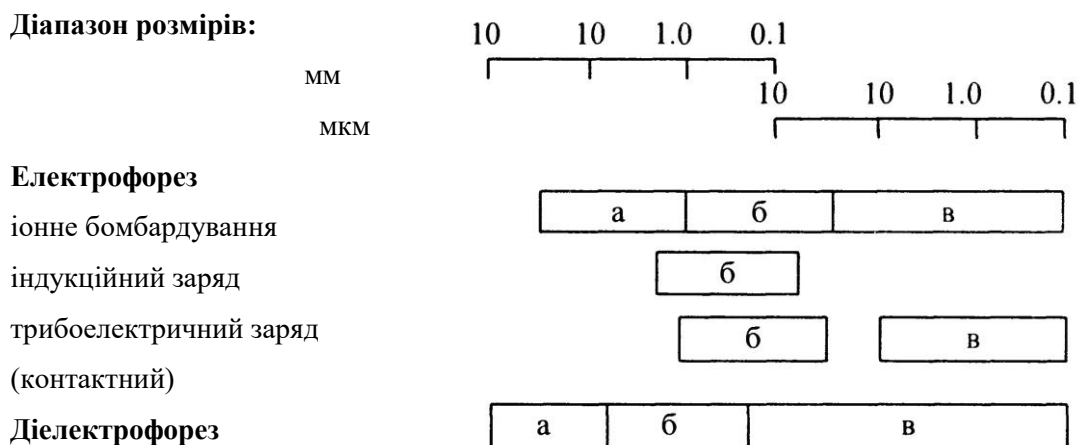 Діапазон розмірів:
10 10 1.0 0.1
мм
10 10 1.0 0.1
мкм
Електрофорез
а б в
іонне бомбардування
індукційний заряд б
трибоелектричний заряд б в
(контактний)
Діелектрофорез а б в